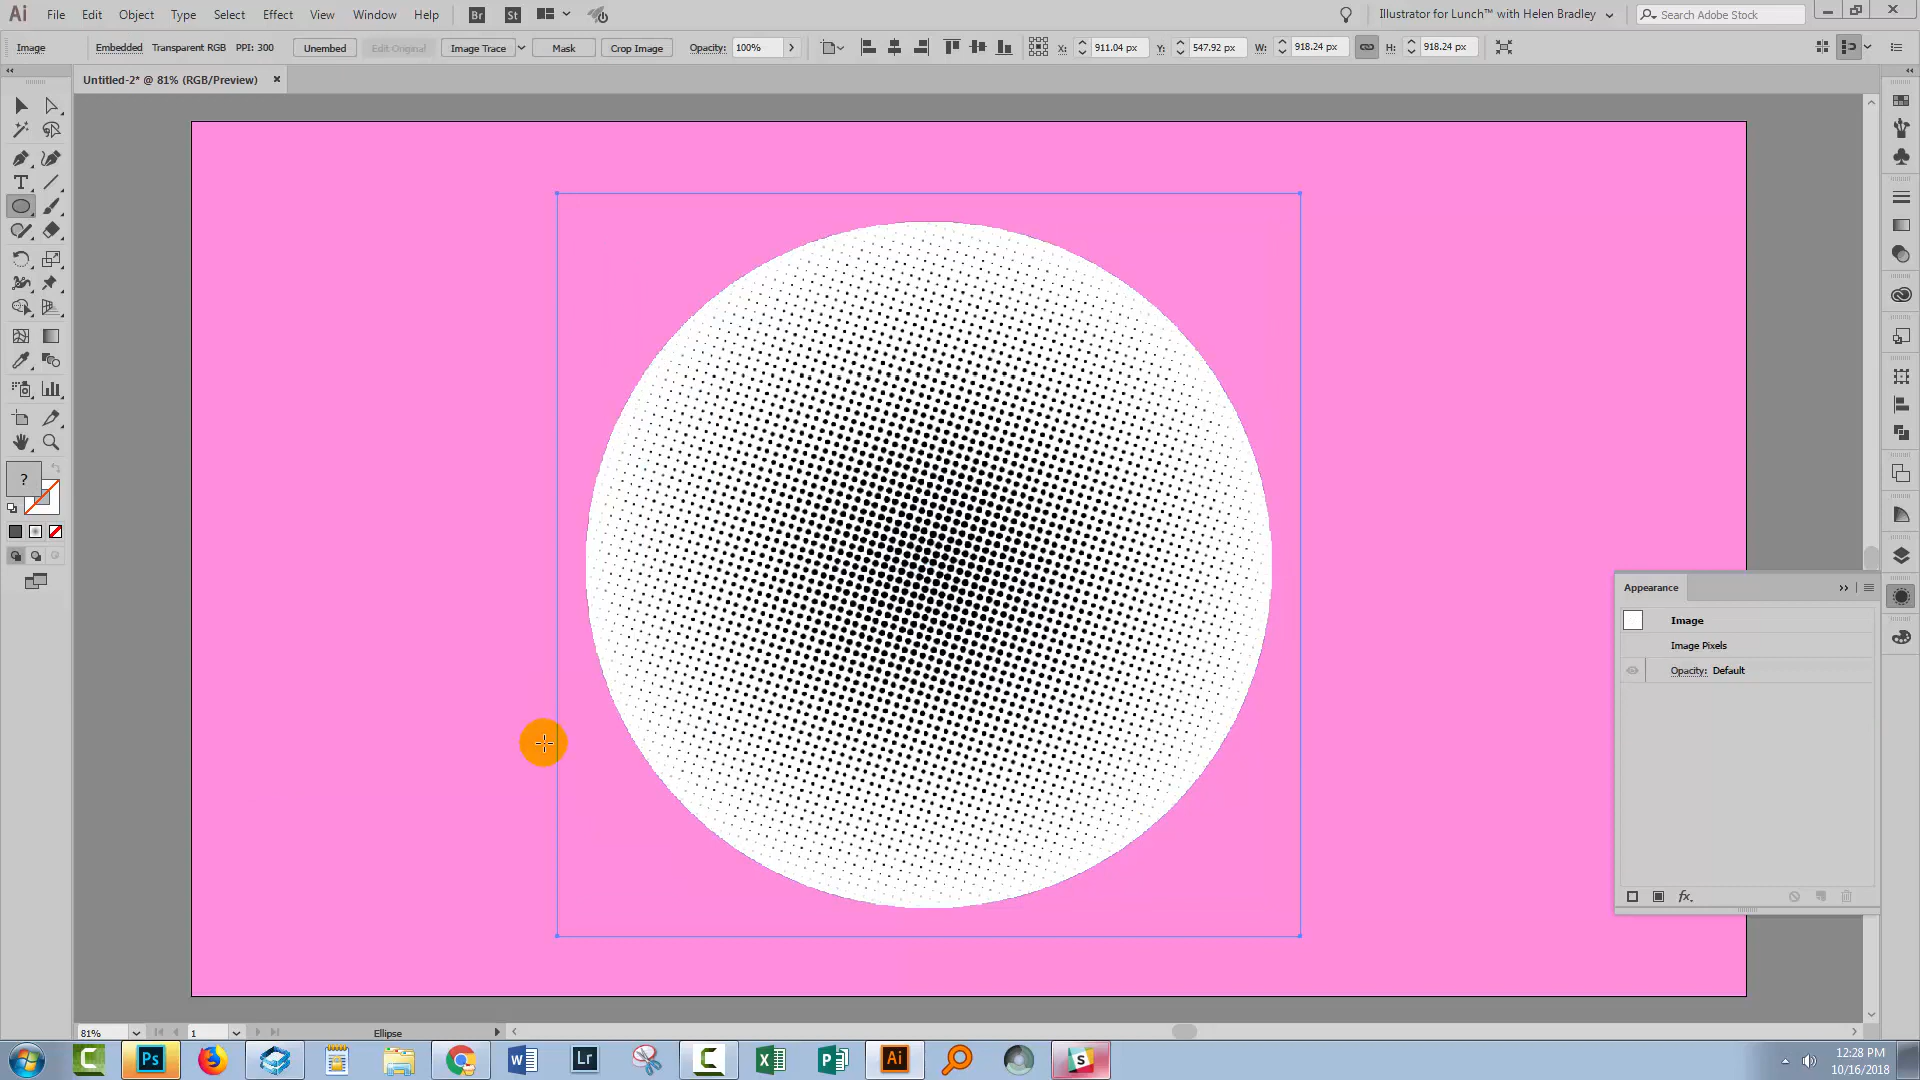 Ai File Edit Object Type Select Effect View Window Help Br St Illustrator for Lunch™ with Helen Bradley Search Adobe Stock
Image Embedded Transparent RGB PPI: 300 Unembed Edit Original Image Trace Mask Crop Image Opacity: 100% X: 911.04 px Y: 547.92 px W: 918.24 px H: 918.24 px
Untitled-2* @ 81% (RGB/Preview)
T
?
Appearance
Image
Image Pixels
Opacity: Default
fx.
81% 1 Ellipse
C Ps W Lr C X P Ai S
12:28 PM
10/16/2018